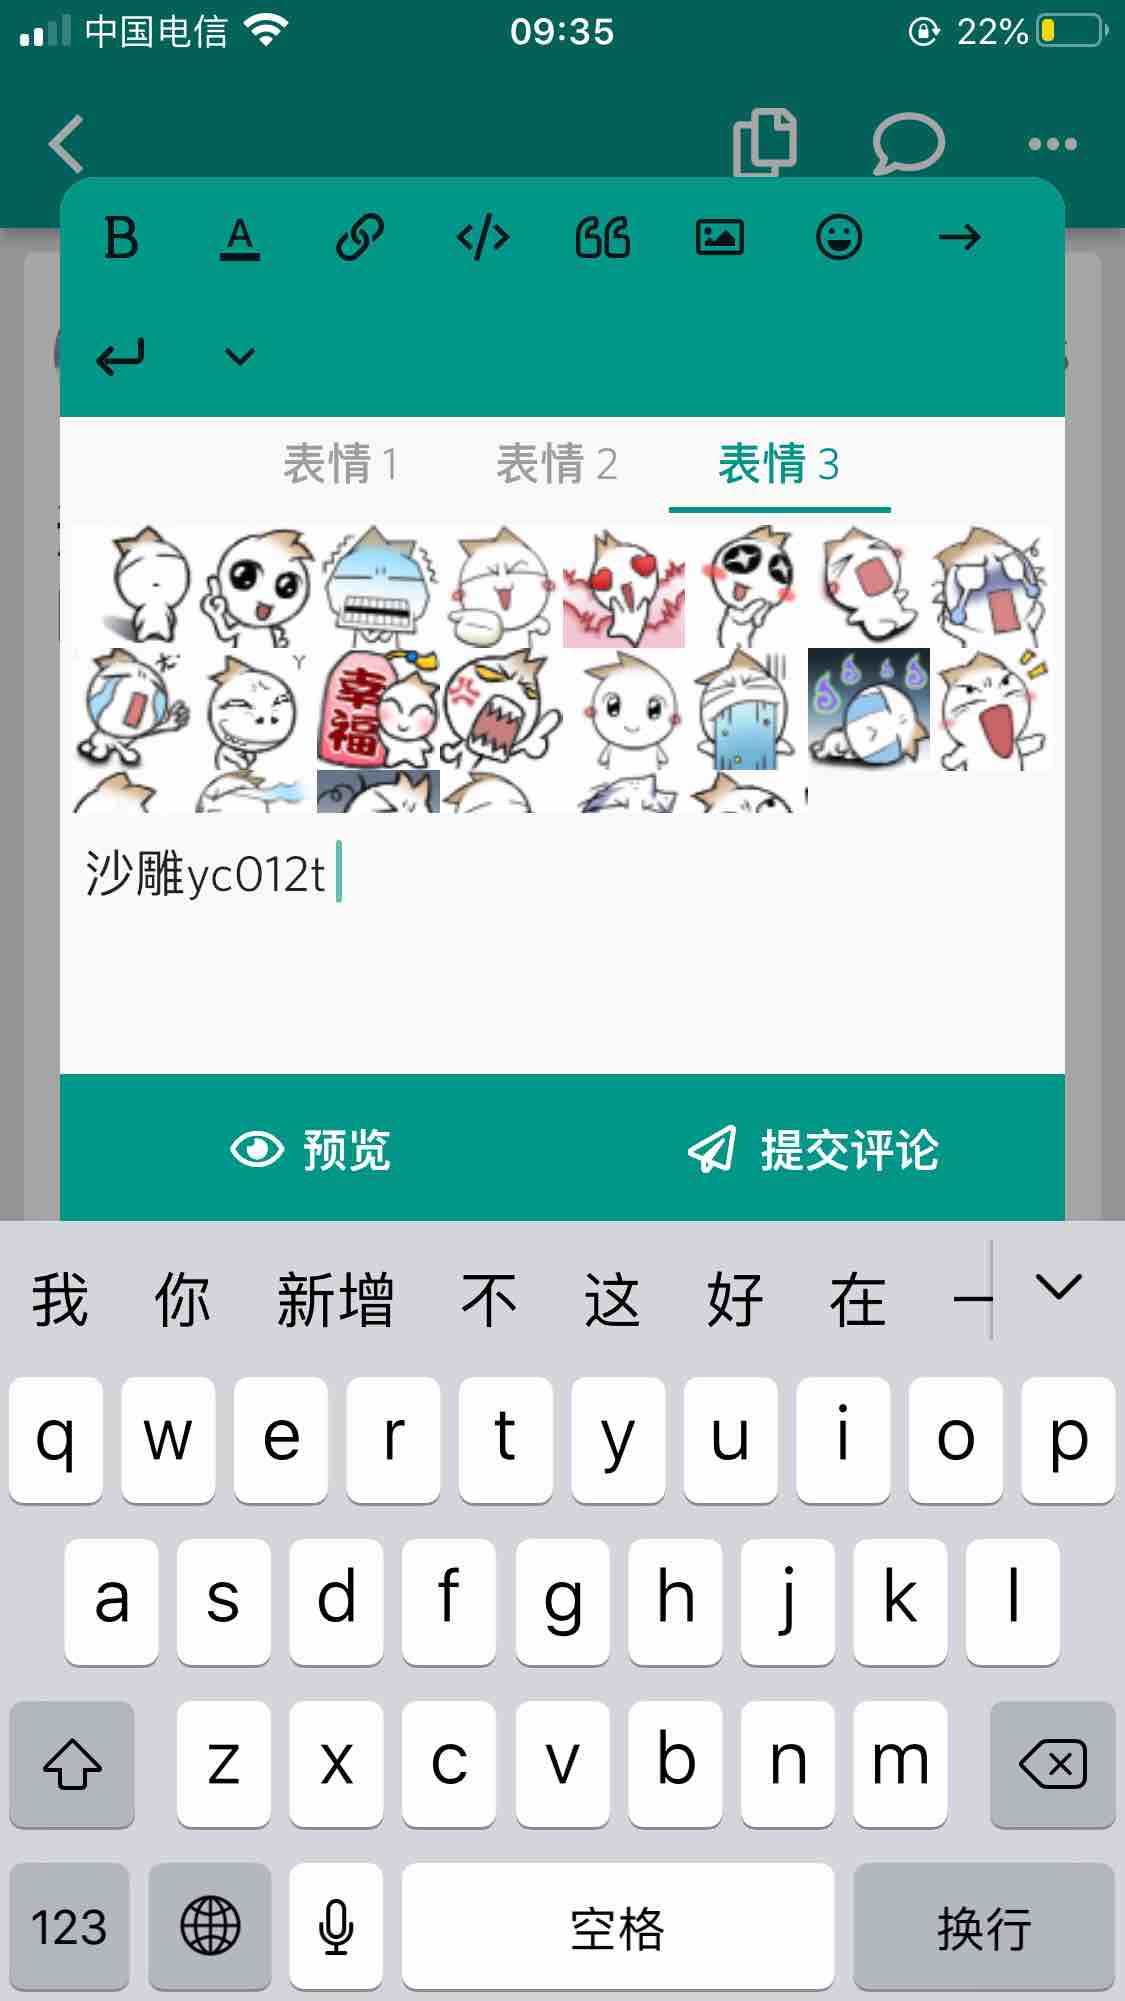 中国电信 09:35 22%
B A </>
表情 1 表情 2 表情 3
幸福
沙雕yc012t
预览 提交评论
我 你 新增 不 这 好 在 一
q w e r t y u i o p
a s d f g h j k l
z x c v b n m
123 空格 换行